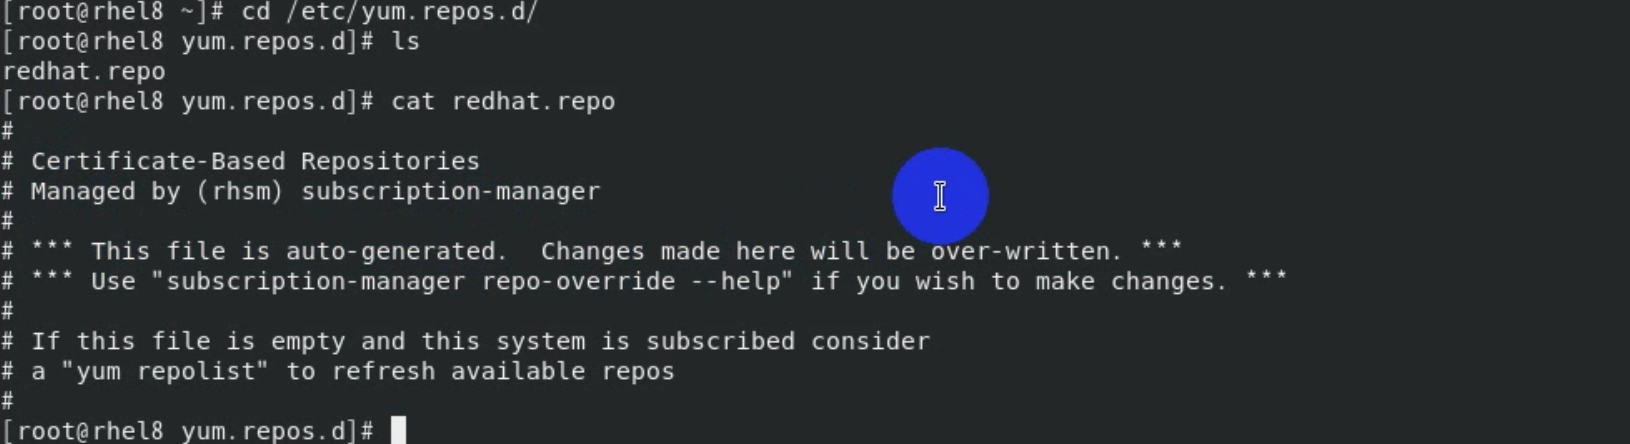 [root@rhel8 ~]# cd /etc/yum.repos.d/
[root@rhel8 yum.repos.d]# ls
redhat.repo
[root@rhel8 yum.repos.d]# cat redhat.repo
#
# Certificate-Based Repositories
# Managed by (rhsm) subscription-manager
#
# *** This file is auto-generated.  Changes made here will be over-written. ***
# *** Use "subscription-manager repo-override --help" if you wish to make changes. ***
#
# If this file is empty and this system is subscribed consider
# a "yum repolist" to refresh available repos
#
[root@rhel8 yum.repos.d]#